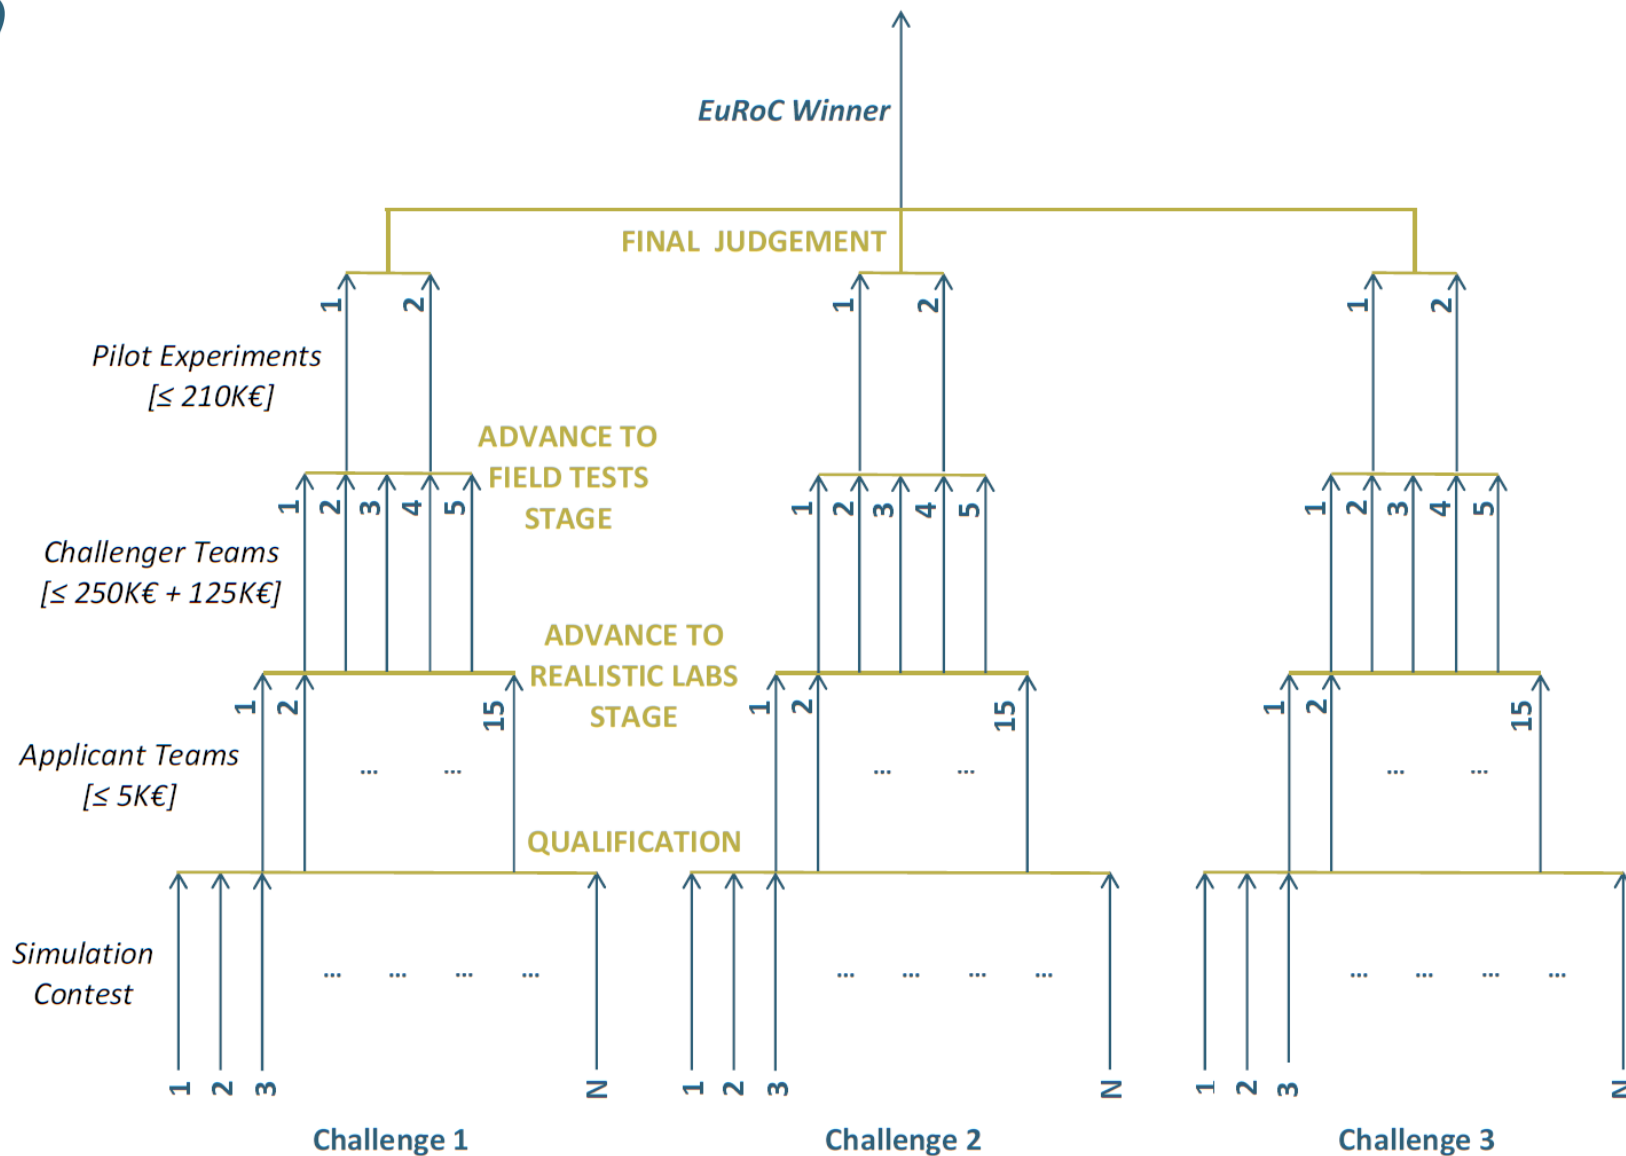 EuRoC Winner
FINAL JUDGEMENT
1 2 1 2 1 2
Pilot Experiments
[≤ 210K€]
ADVANCE TO
FIELD TESTS
STAGE
1 2 3 4 5 1 2 3 4 5 1 2 3 4 5
Challenger Teams
[≤ 250K€ + 125K€]
ADVANCE TO
REALISTIC LABS
STAGE
1 2 15 1 2 15 1 2 15
Applicant Teams
[≤ 5K€]
... ... ... ... ... ...
QUALIFICATION
Simulation
Contest
... ... ... ... ... ... ... ... ... ... ... ...
1 2 3 N 1 2 3 N 1 2 3 N
Challenge 1 Challenge 2 Challenge 3